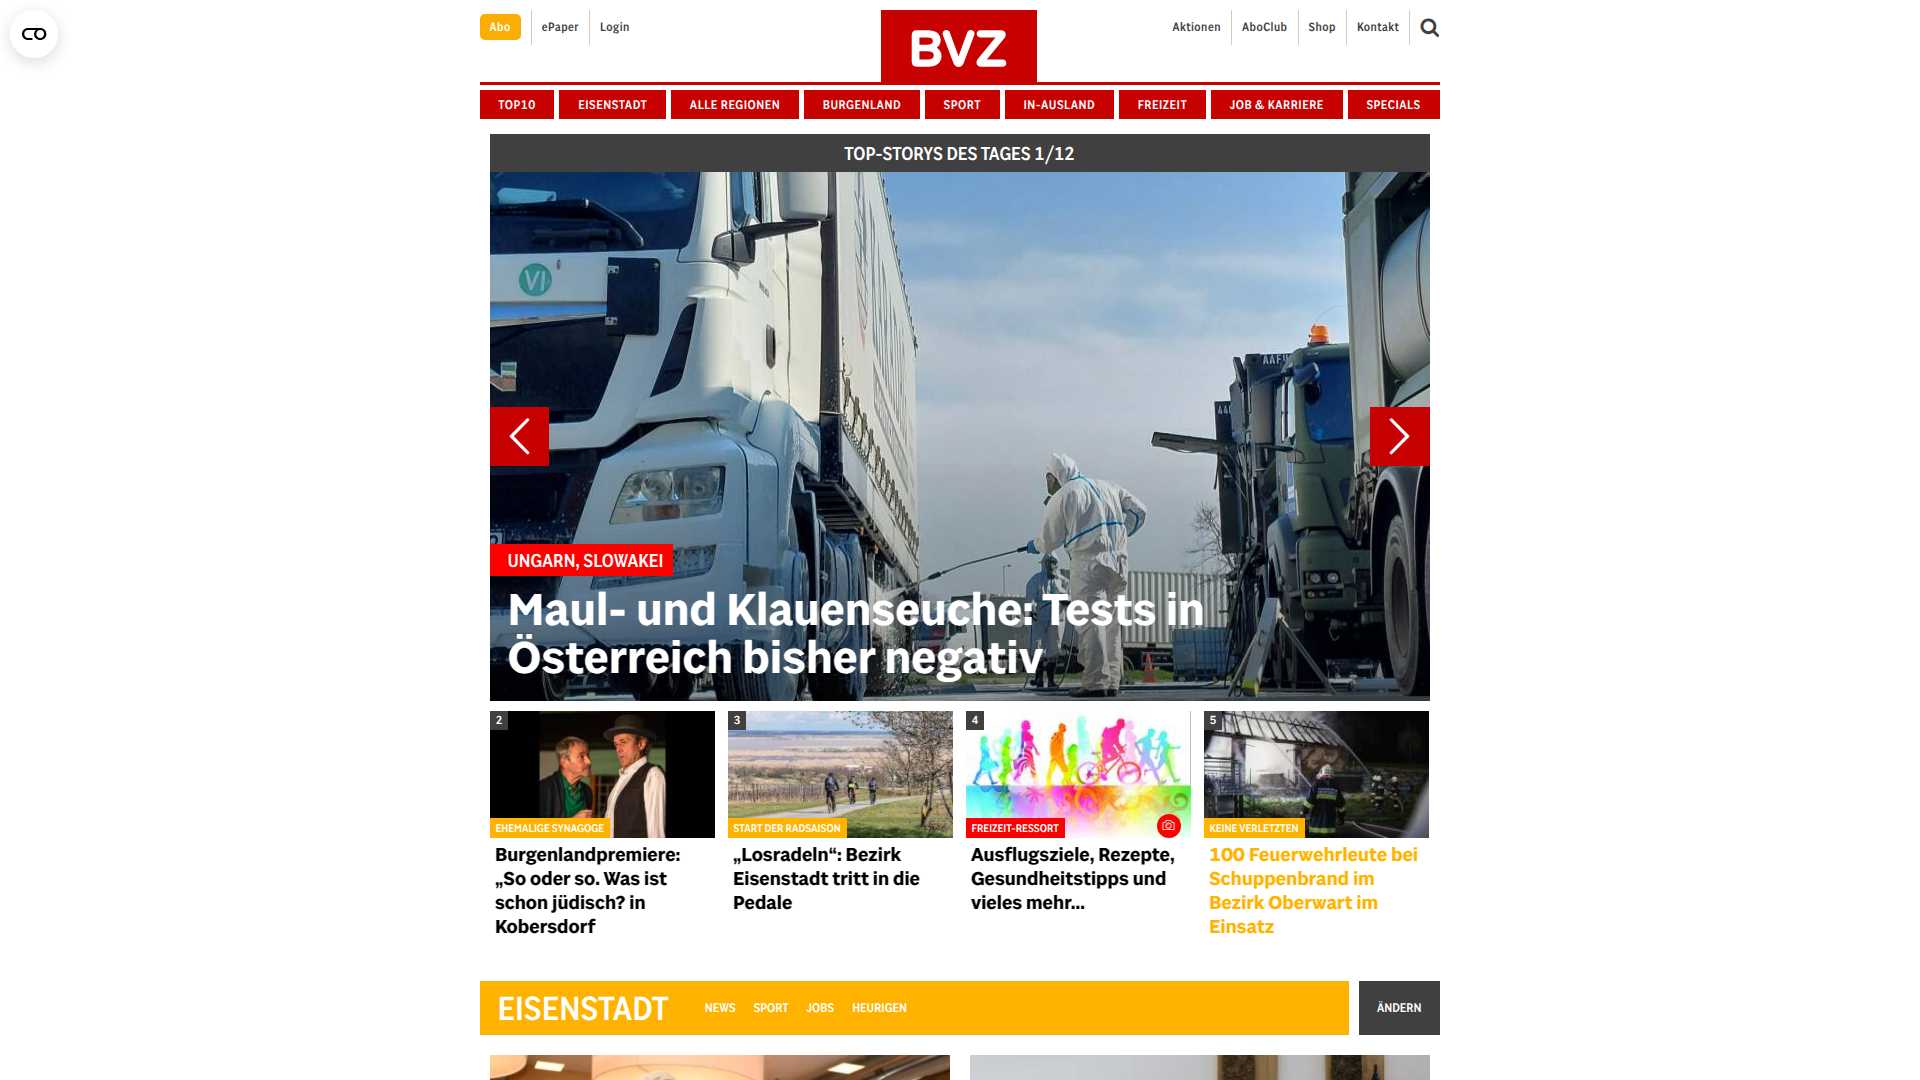 Abo
ePaper
Login
BVZ
Aktionen
AboClub
Shop
Kontakt
TOP10
EISENSTADT
ALLE REGIONEN
BURGENLAND
SPORT
IN-AUSLAND
FREIZEIT
JOB & KARRIERE
SPECIALS
TOP-STORYS DES TAGES 1/12
VI
UNGARN, SLOWAKEI
Maul- und Klauenseuche: Tests in
Österreich bisher negativ
2
EHEMALIGE SYNAGOGE
Burgenlandpremiere:
„So oder so. Was ist
schon jüdisch? in
Kobersdorf
3
START DER RADSAISON
„Losradeln“: Bezirk
Eisenstadt tritt in die
Pedale
4
FREIZEIT-RESSORT
Ausflugsziele, Rezepte,
Gesundheitstipps und
vieles mehr...
5
KEINE VERLETZTEN
100 Feuerwehrleute bei
Schuppenbrand im
Bezirk Oberwart im
Einsatz
EISENSTADT
NEWS
SPORT
JOBS
HEURIGEN
ÄNDERN